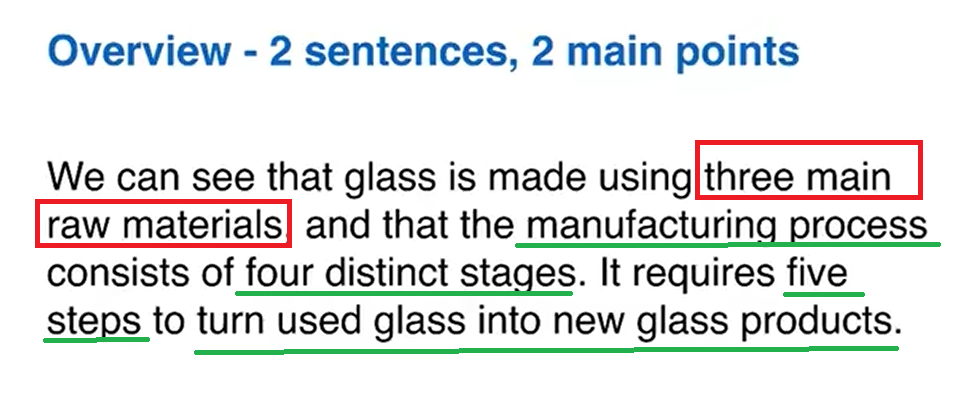 Overview - 2 sentences, 2 main points
We can see that glass is made using three main
raw materials, and that the manufacturing process
consists of four distinct stages. It requires five
steps to turn used glass into new glass products.